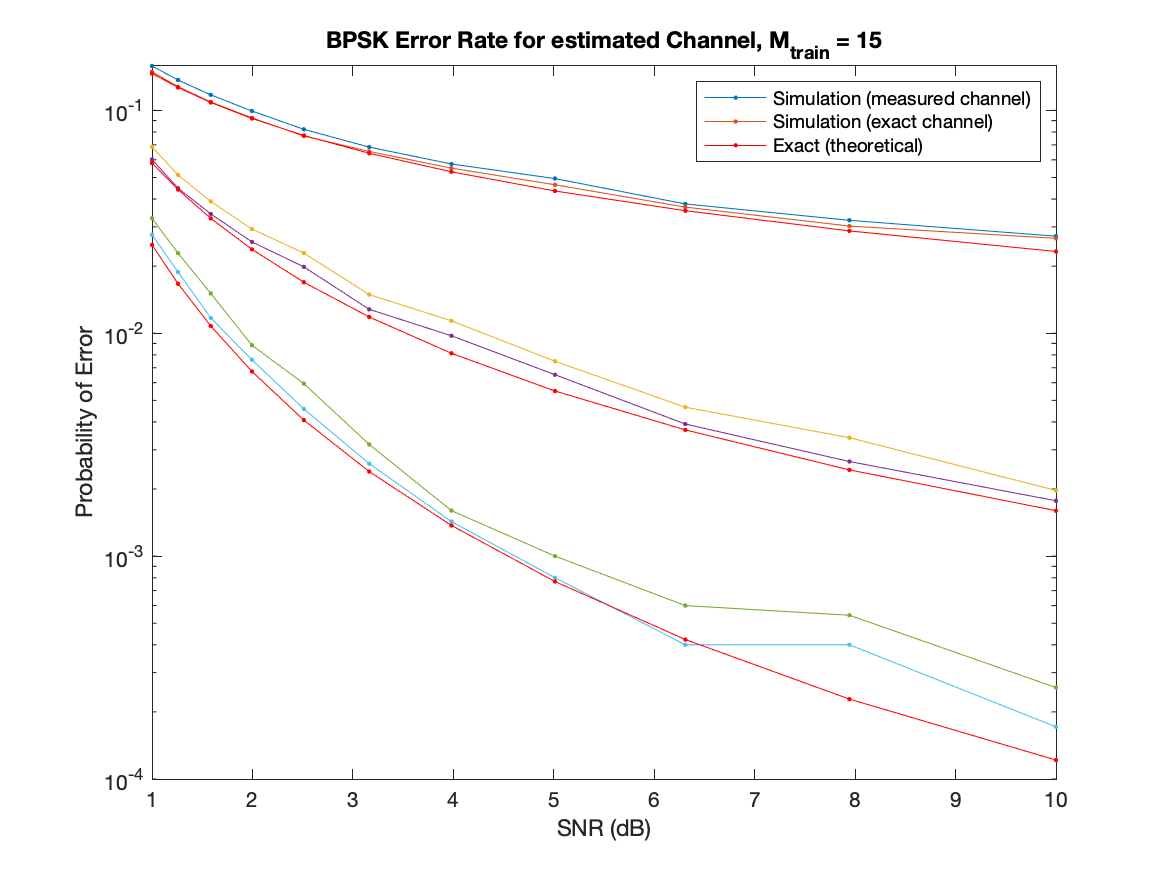 BPSK Error Rate for estimated Channel, M_train = 15
Simulation (measured channel)
Simulation (exact channel)
Exact (theoretical)
Probability of Error
10^-1
10^-2
10^-3
10^-4
1 2 3 4 5 6 7 8 9 10
SNR (dB)